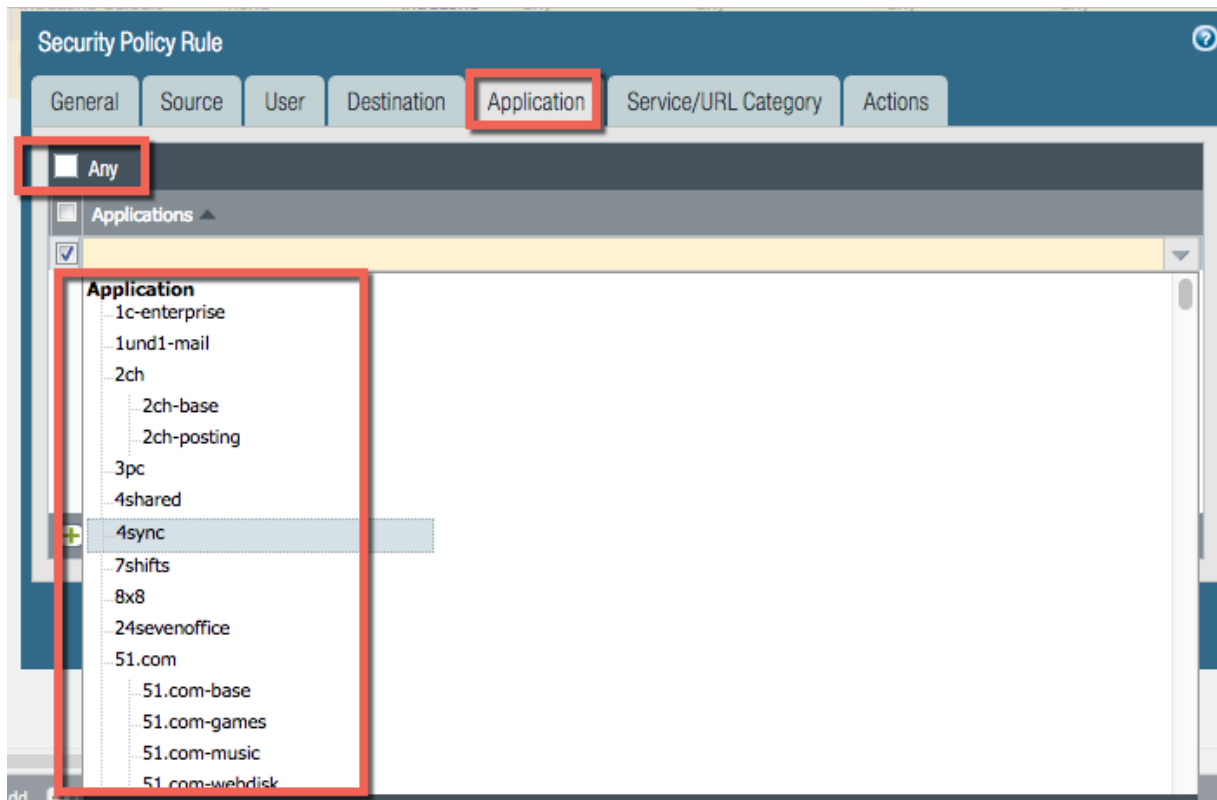 Security Policy Rule
General Source User Destination Application Service/URL Category Actions
Any
Applications
Application
1c-enterprise
1und1-mail
2ch
2ch-base
2ch-posting
3pc
4shared
4sync
7shifts
8x8
24sevenoffice
51.com
51.com-base
51.com-games
51.com-music
51.com-webdisk